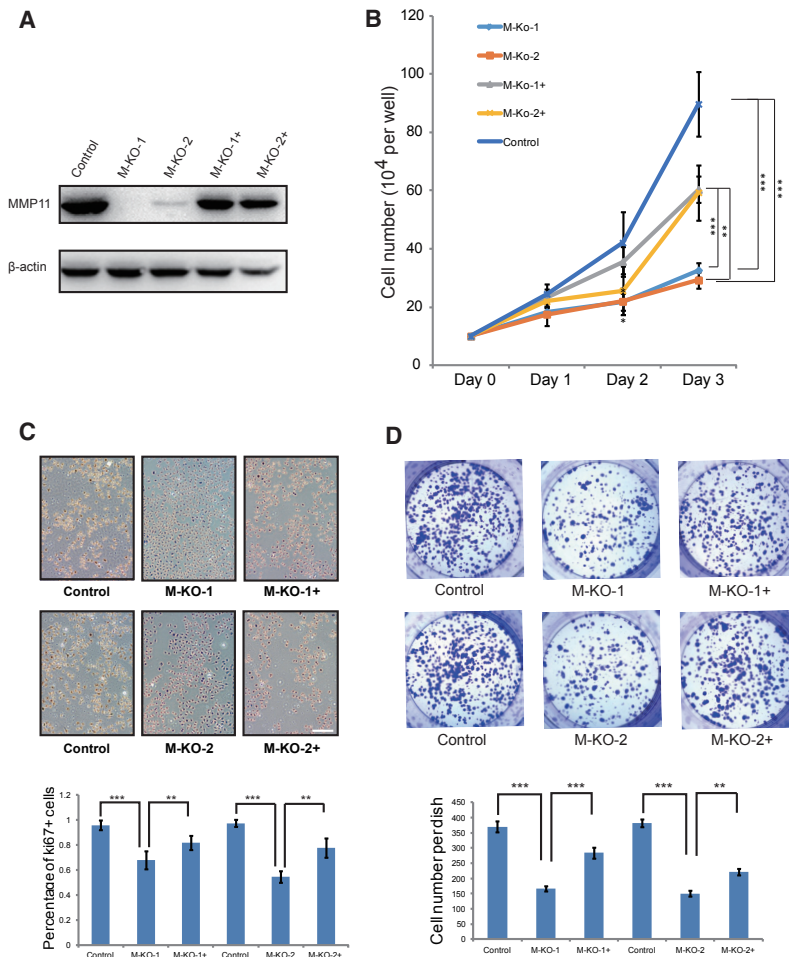 A
Control
M-KO-1
M-KO-2
M-KO-1+
M-KO-2+
MMP11
β-actin
B
120
100
80
60
40
20
0
Cell number (10⁴ per well)
M-Ko-1
M-Ko-2
M-Ko-1+
M-Ko-2+
Control
*
*
***
**
***
***
Day 0 Day 1 Day 2 Day 3
C
Control M-KO-1 M-KO-1+
Control M-KO-2 M-KO-2+
Percentage of ki67+ cells
1.2
1
0.8
0.6
0.4
0.2
0
*** ** *** **
Control M-KO-1 M-KO-1+ Control M-KO-2 M-KO-2+
D
Control M-KO-1 M-KO-1+
Control M-KO-2 M-KO-2+
Cell number per dish
450
400
350
300
250
200
150
100
50
0
*** *** *** **
Control M-KO-1 M-KO-1+ Control M-KO-2 M-KO-2+